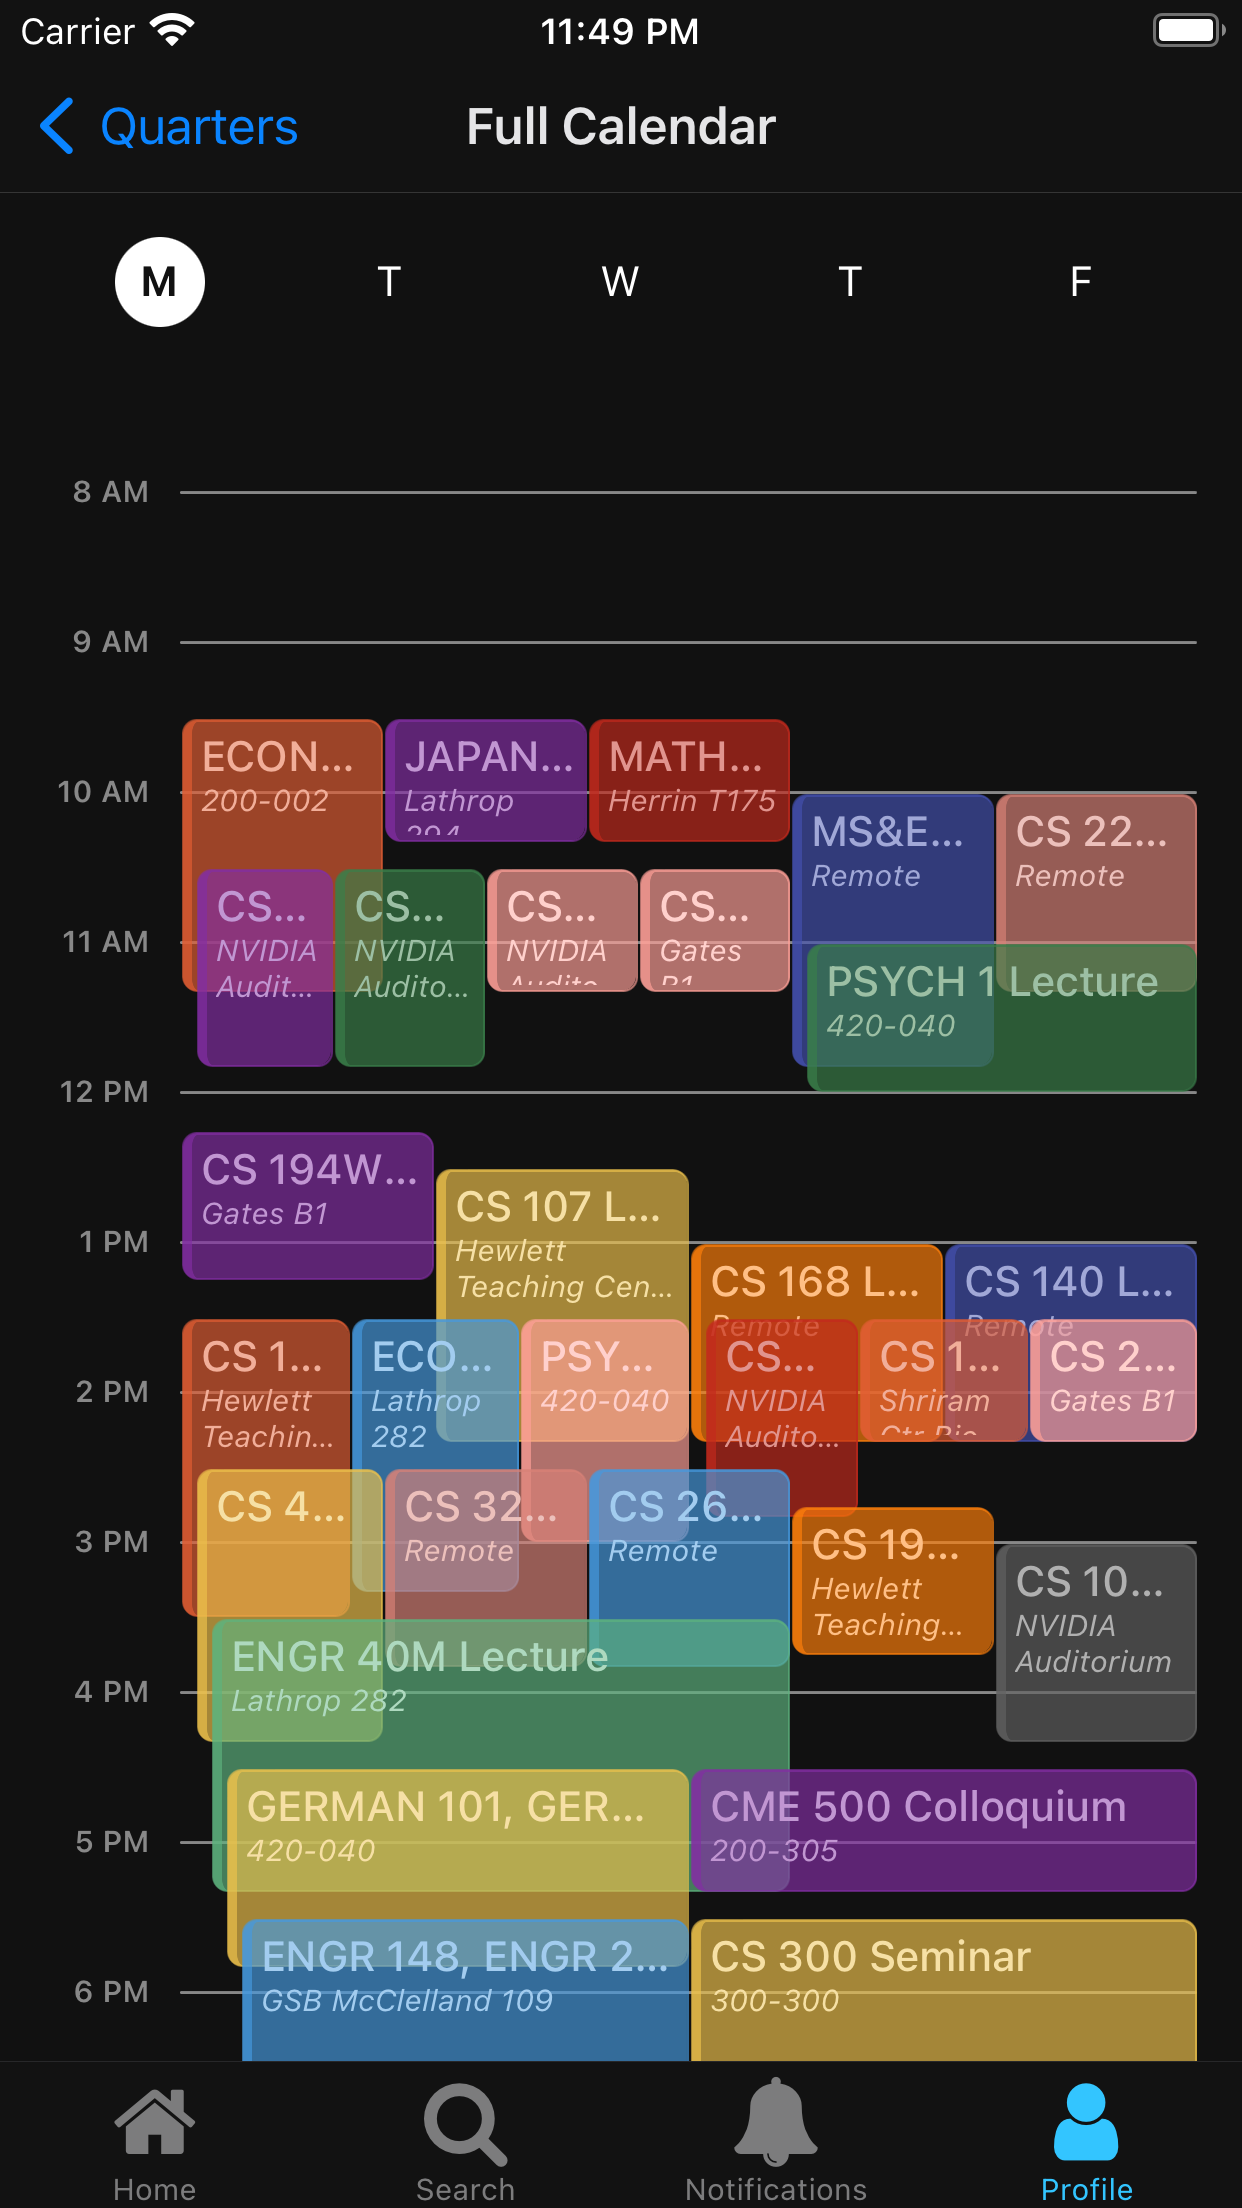 Carrier 11:49 PM
Quarters Full Calendar
M T W T F
8 AM
9 AM
10 AM
11 AM
12 PM
1 PM
2 PM
3 PM
4 PM
5 PM
6 PM
ECON...
200-002
JAPAN...
Lathrop
294
MATH...
Herrin T175
MS&E...
Remote
CS 22...
Remote
CS...
NVIDIA
Audit...
CS...
NVIDIA
Audito...
CS...
NVIDIA
Audito...
CS...
Gates
B1
PSYCH 1 Lecture
420-040
CS 194W...
Gates B1
CS 107 L...
Hewlett
Teaching Cen...
CS 168 L...
Remote
CS 140 L...
Remote
CS 1...
Hewlett
Teachin...
ECO...
Lathrop
282
PSY...
420-040
CS...
NVIDIA
Audito...
CS 1...
Shriram
Ctr Bio...
CS 2...
Gates B1
CS 4...
CS 32...
Remote
CS 26...
Remote
CS 19...
Hewlett
Teaching...
CS 10...
NVIDIA
Auditorium
ENGR 40M Lecture
Lathrop 282
GERMAN 101, GER...
420-040
CME 500 Colloquium
200-305
ENGR 148, ENGR 2...
GSB McClelland 109
CS 300 Seminar
300-300
Home
Search
Notifications
Profile